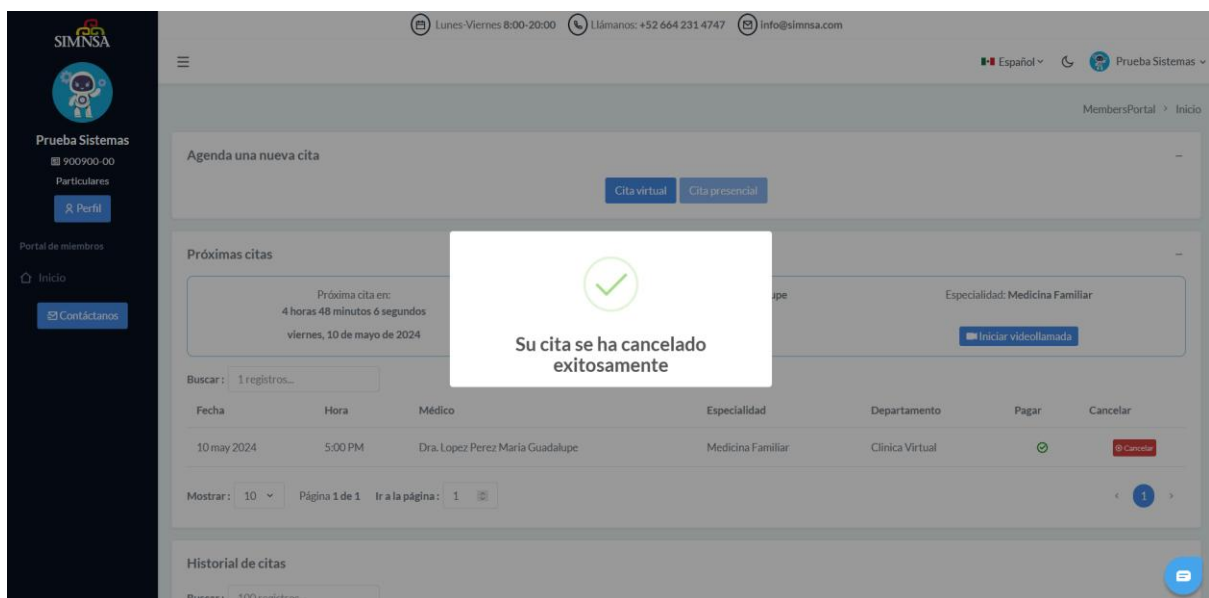 SIMNSA
Lunes-Viernes 8:00-20:00 Llámanos: +52 664 231 4747 info@simnsa.com
Español Prueba Sistemas
MembersPortal > Inicio
Prueba Sistemas
900900-00
Particulares
Perfil
Portal de miembros
Inicio
Contáctanos
Agenda una nueva cita
Cita virtual Cita presencial
Próximas citas
Próxima cita en:
4 horas 48 minutos 6 segundos
viernes, 10 de mayo de 2024
Especialidad: Medicina Familiar
Iniciar videollamada
Su cita se ha cancelado
exitosamente
Buscar: 1 registros...
Fecha Hora Médico Especialidad Departamento Pagar Cancelar
10 may 2024 5:00 PM Dra. Lopez Perez Maria Guadalupe Medicina Familiar Clinica Virtual Cancelar
Mostrar: 10 Página 1 de 1 Ir a la página: 1 < 1 >
Historial de citas